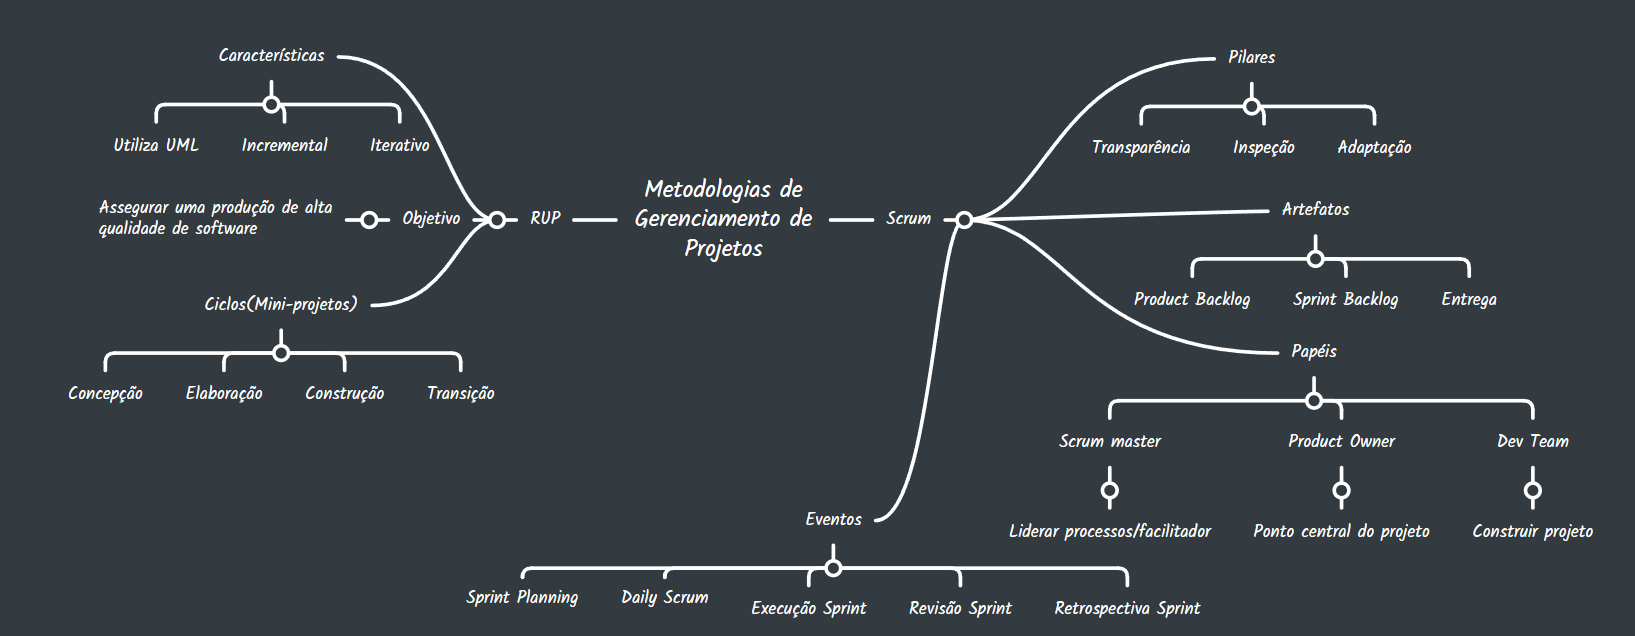 Metodologias de
Gerenciamento de
Projetos
RUP
Características
Utiliza UML
Incremental
Iterativo
Objetivo
Assegurar uma produção de alta
qualidade de software
Ciclos(Mini-projetos)
Concepção
Elaboração
Construção
Transição
Scrum
Pilares
Transparência
Inspeção
Adaptação
Artefatos
Product Backlog
Sprint Backlog
Entrega
Papéis
Scrum master
Product Owner
Dev Team
Liderar processos/facilitador
Ponto central do projeto
Construir projeto
Eventos
Sprint Planning
Daily Scrum
Execução Sprint
Revisão Sprint
Retrospectiva Sprint